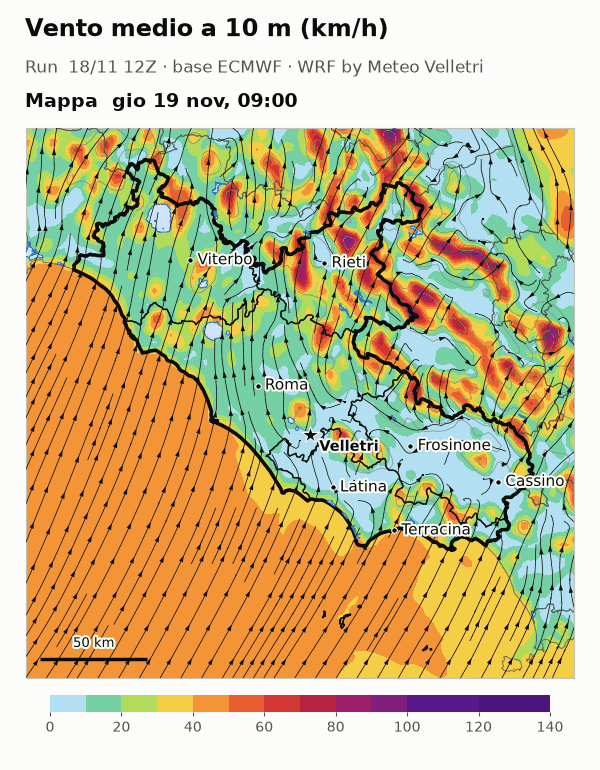 Vento medio a 10 m (km/h)
Run  18/11 12Z · base ECMWF · WRF by Meteo Velletri
Mappa  gio 19 nov, 09:00
Viterbo
Rieti
Roma
Velletri
Frosinone
Latina
Cassino
Terracina
50 km
0 20 40 60 80 100 120 140